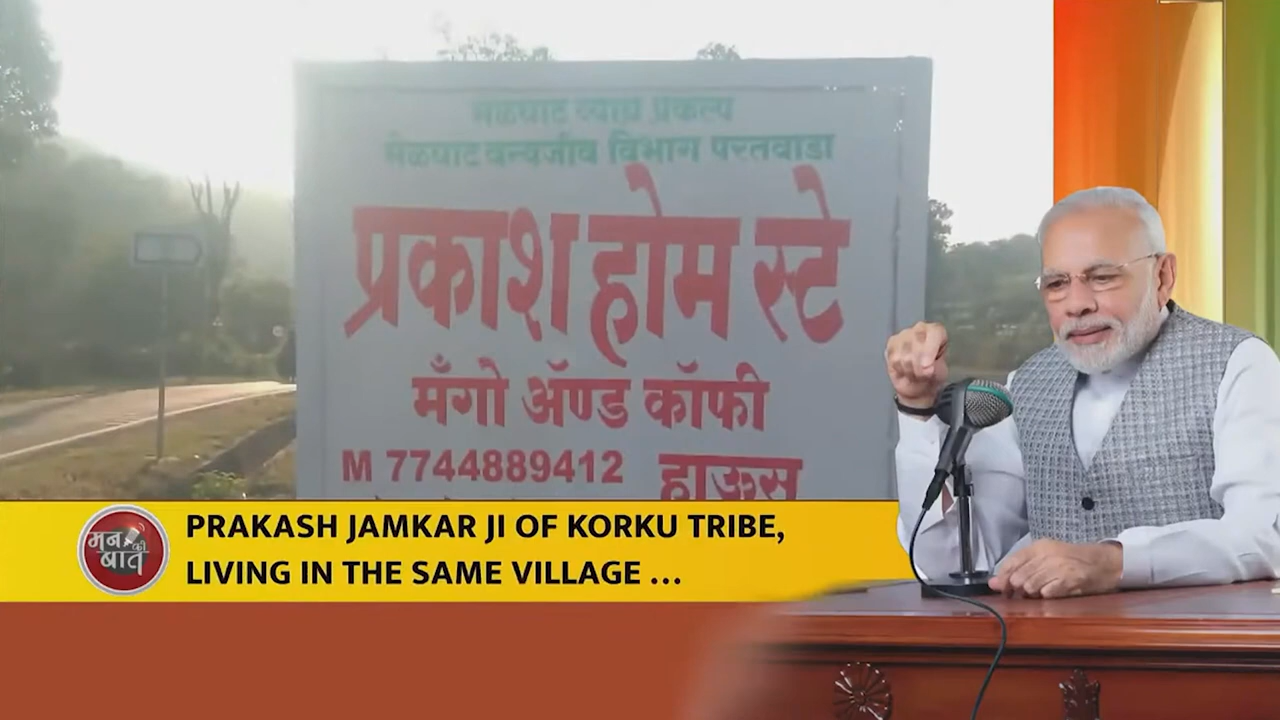 मेळघाट व्याघ्र प्रकल्प
मेळघाट वन्यजीव विभाग परतवाडा
प्रकाश होम स्टे
मँगो ॲण्ड कॉफी
M 7744889412 हाऊस
मन की बात
PRAKASH JAMKAR JI OF KORKU TRIBE,
LIVING IN THE SAME VILLAGE ...